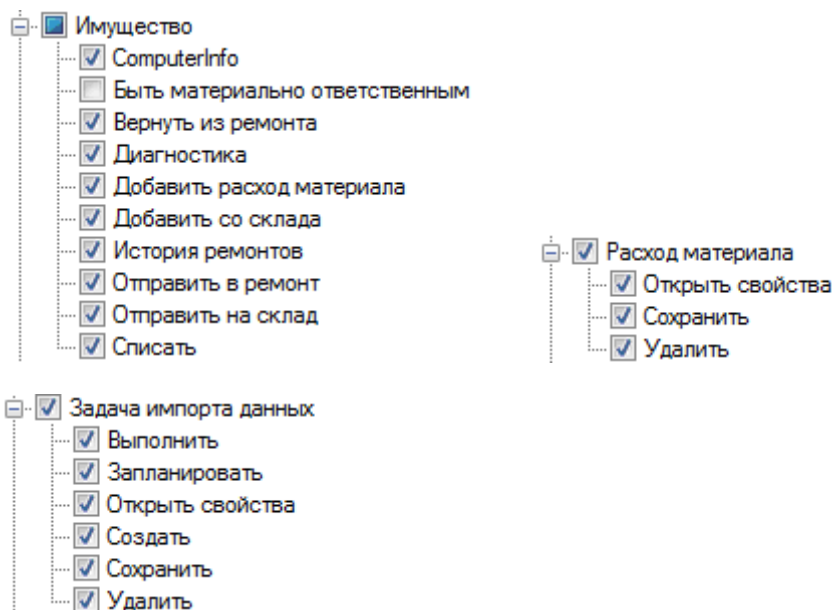 Имущество
ComputerInfo
Быть материально ответственным
Вернуть из ремонта
Диагностика
Добавить расход материала
Добавить со склада
История ремонтов
Отправить в ремонт
Отправить на склад
Списать
Расход материала
Открыть свойства
Сохранить
Удалить
Задача импорта данных
Выполнить
Запланировать
Открыть свойства
Создать
Сохранить
Удалить